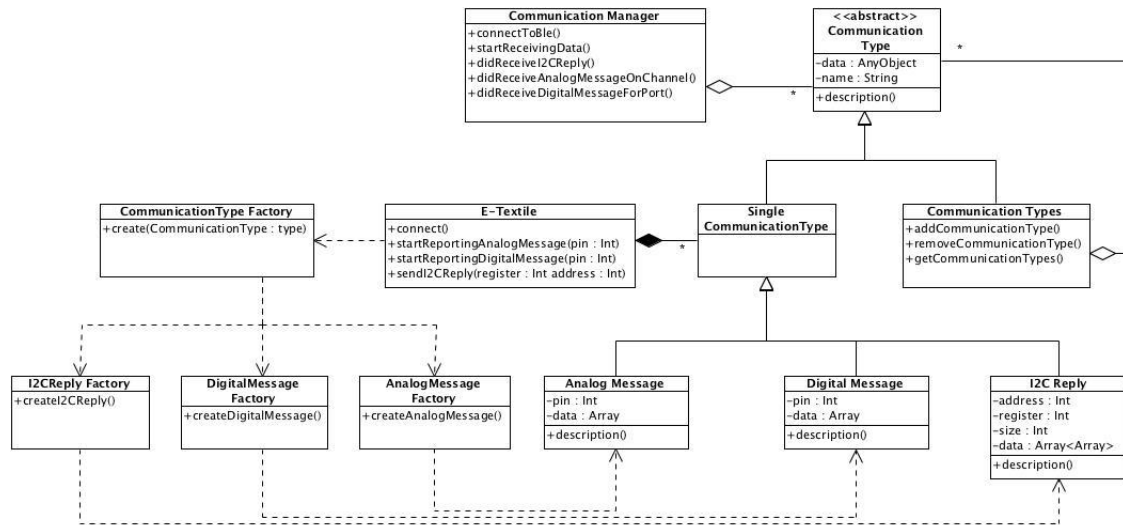 Communication Manager
+connectToBle()
+startReceivingData()
+didReceiveI2CReply()
+didReceiveAnalogMessageOnChannel()
+didReceiveDigitalMessageForPort()
<<abstract>>
Communication
Type
-data : AnyObject
-name : String
+description()
*
*
CommunicationType Factory
+create(CommunicationType : type)
E-Textile
+connect()
+startReportingAnalogMessage(pin : Int)
+startReportingDigitalMessage(pin : Int)
+sendI2CReply(register : Int address : Int)
*
Single
CommunicationType
Communication Types
+addCommunicationType()
+removeCommunicationType()
+getCommunicationTypes()
I2CReply Factory
+createI2CReply()
DigitalMessage
Factory
+createDigitalMessage()
AnalogMessage
Factory
+createAnalogMessage()
Analog Message
-pin : Int
-data : Array
+description()
Digital Message
-pin : Int
-data : Array
+description()
I2C Reply
-address : Int
-register : Int
-size : Int
-data : Array<Array>
+description()